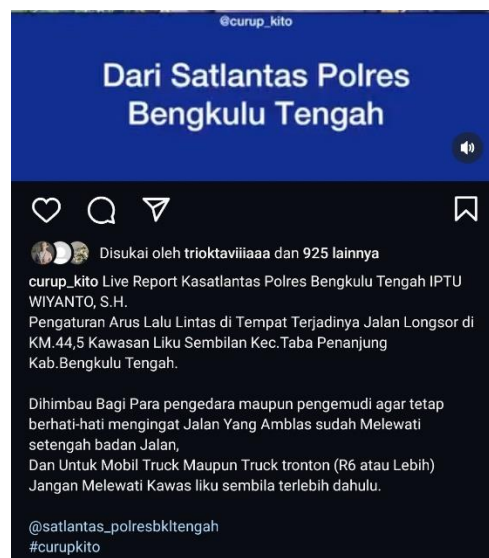 @curup_kito
Dari Satlantas Polres
Bengkulu Tengah
Disukai oleh trioktaviiiaaa dan 925 lainnya
curup_kito Live Report Kasatlantas Polres Bengkulu Tengah IPTU
WIYANTO, S.H.
Pengaturan Arus Lalu Lintas di Tempat Terjadinya Jalan Longsor di
KM.44,5 Kawasan Liku Sembilan Kec.Taba Penanjung
Kab.Bengkulu Tengah.
Dihimbau Bagi Para pengedara maupun pengemudi agar tetap
berhati-hati mengingat Jalan Yang Amblas sudah Melewati
setengah badan Jalan,
Dan Untuk Mobil Truck Maupun Truck tronton (R6 atau Lebih)
Jangan Melewati Kawas liku sembila terlebih dahulu.
@satlantas_polresbkltengah
#curupkito